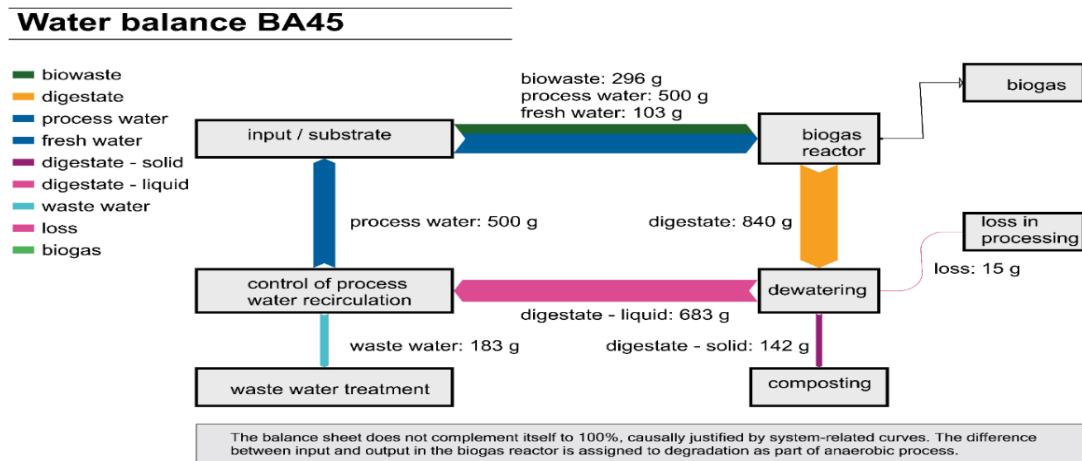 Water balance BA45
biowaste
digestate
process water
fresh water
digestate - solid
digestate - liquid
waste water
loss
biogas
biowaste: 296 g
process water: 500 g
fresh water: 103 g
input / substrate
biogas
reactor
biogas
process water: 500 g
digestate: 840 g
loss in
processing
loss: 15 g
control of process
water recirculation
dewatering
digestate - liquid: 683 g
waste water: 183 g
digestate - solid: 142 g
waste water treatment
composting
The balance sheet does not complement itself to 100%, causally justified by system-related curves. The difference
between input and output in the biogas reactor is assigned to degradation as part of anaerobic process.